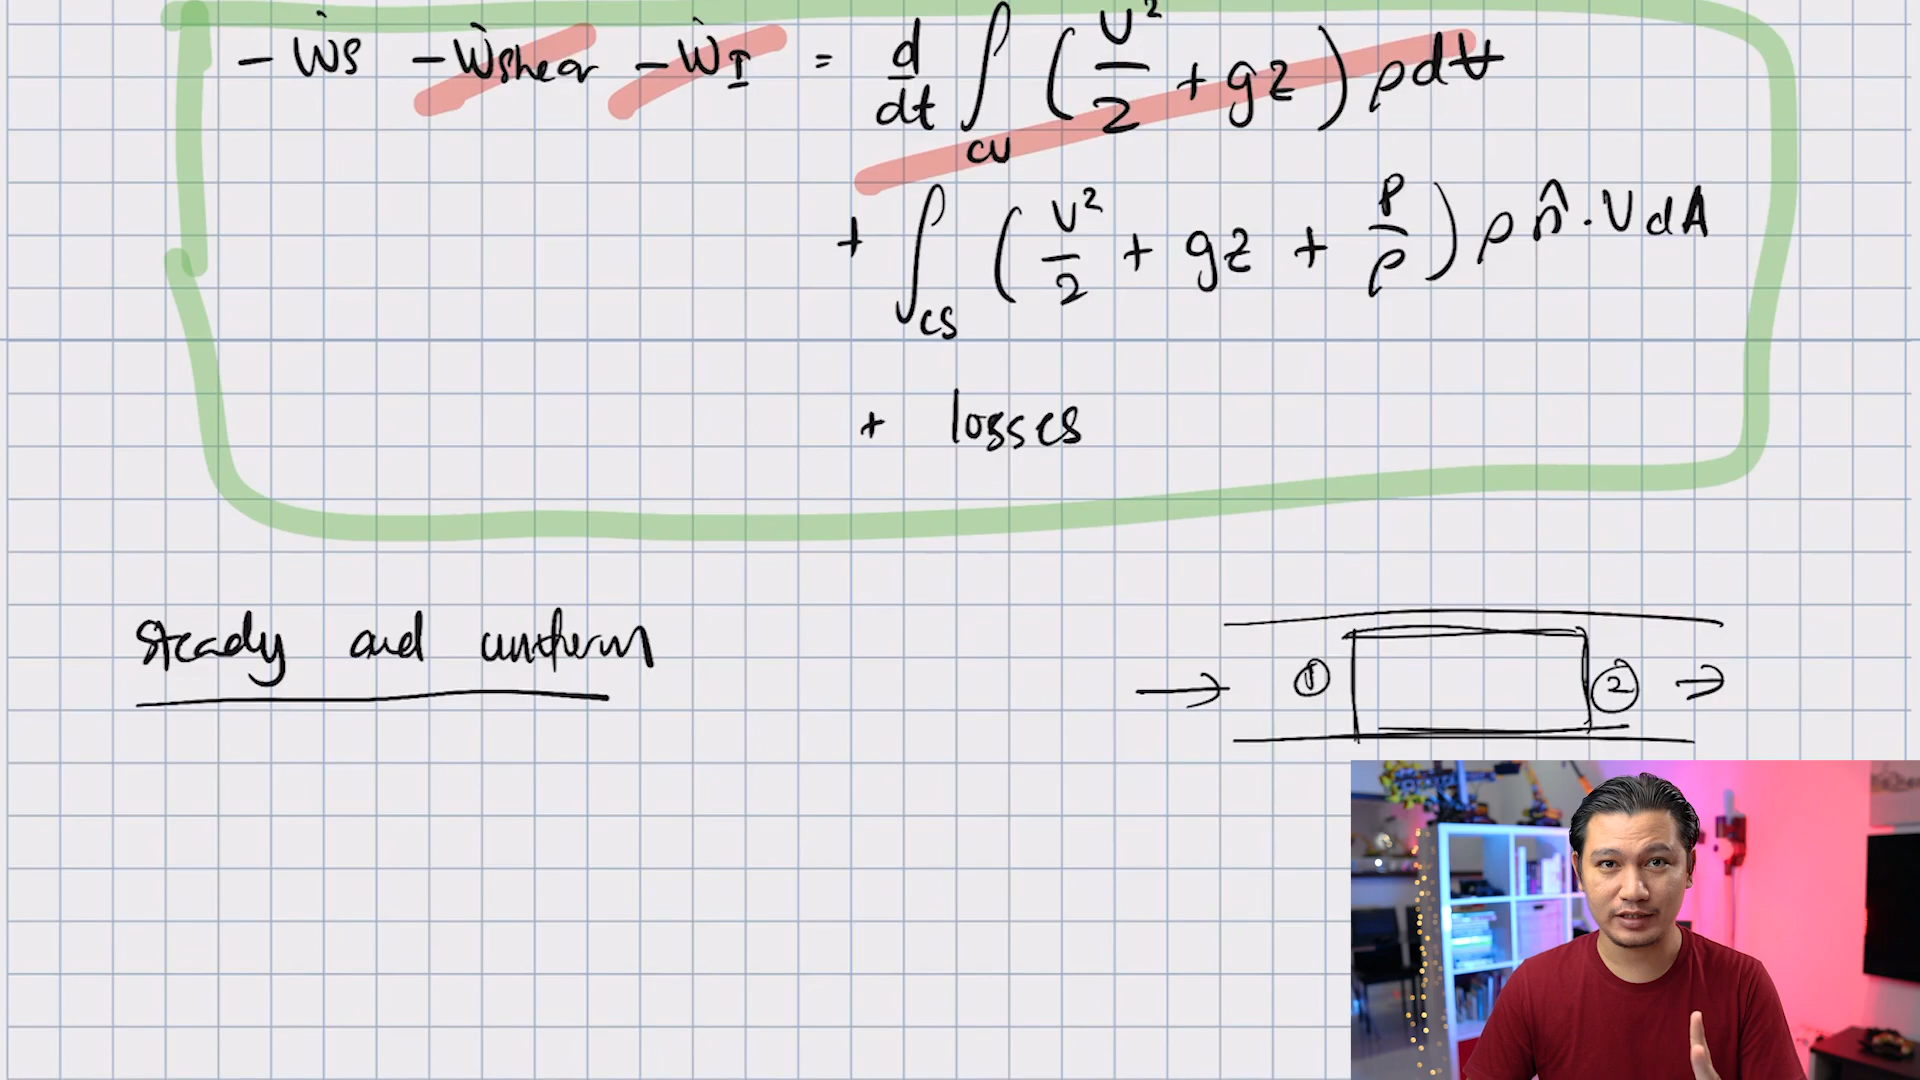 − ẆS − Ẇshear − ẆI = d/dt ∫CV (V²/2 + gz) ρ dV̶
+ ∫CS (V²/2 + gz + P/ρ) ρ n̂ · V dA
+ losses
steady and uniform
① ②